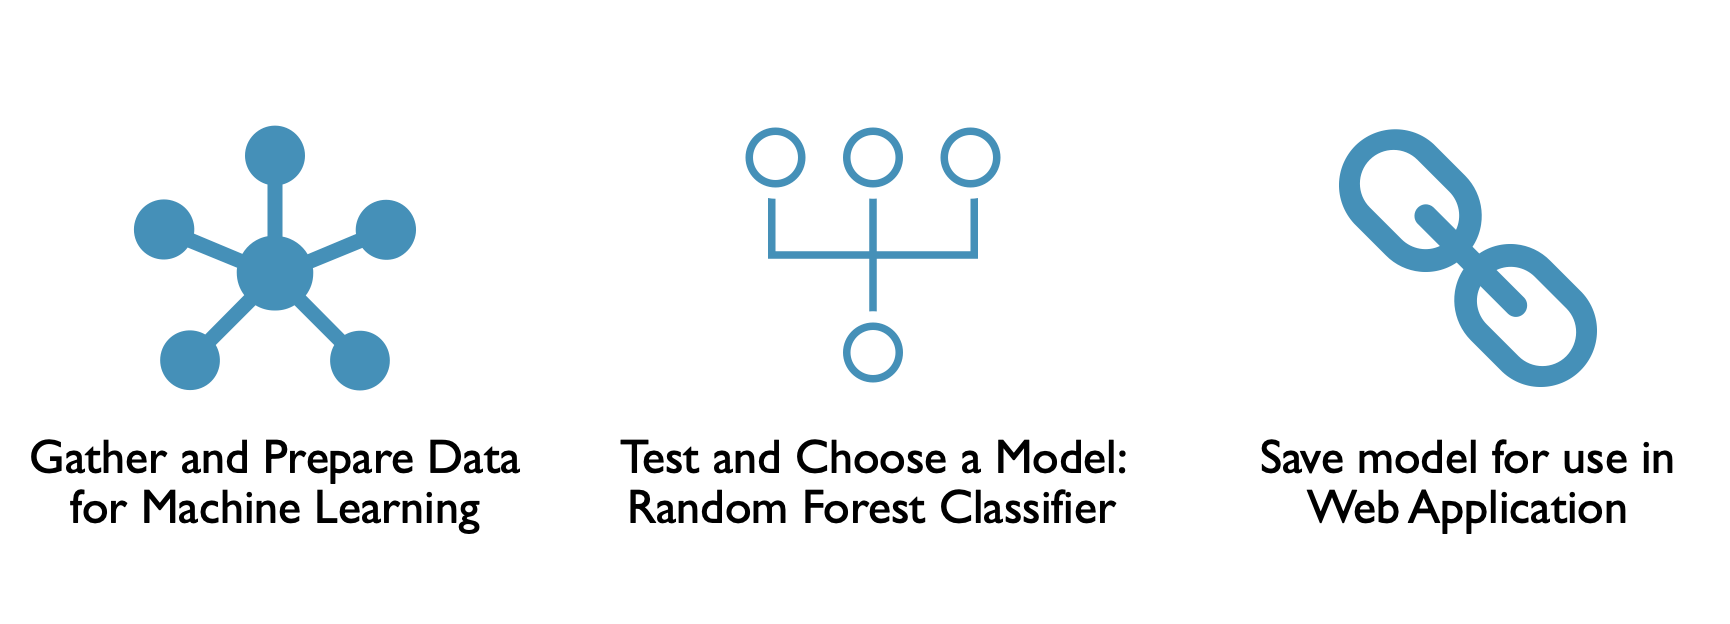 Gather and Prepare Data
for Machine Learning
Test and Choose a Model:
Random Forest Classifier
Save model for use in
Web Application